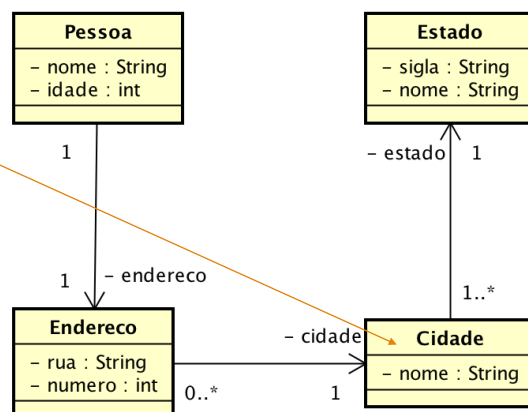 Pessoa
– nome : String
– idade : int
Estado
– sigla : String
– nome : String
1
– estado
1
1
– endereco
1..*
Endereco
– rua : String
– numero : int
– cidade
0..*
1
Cidade
– nome : String